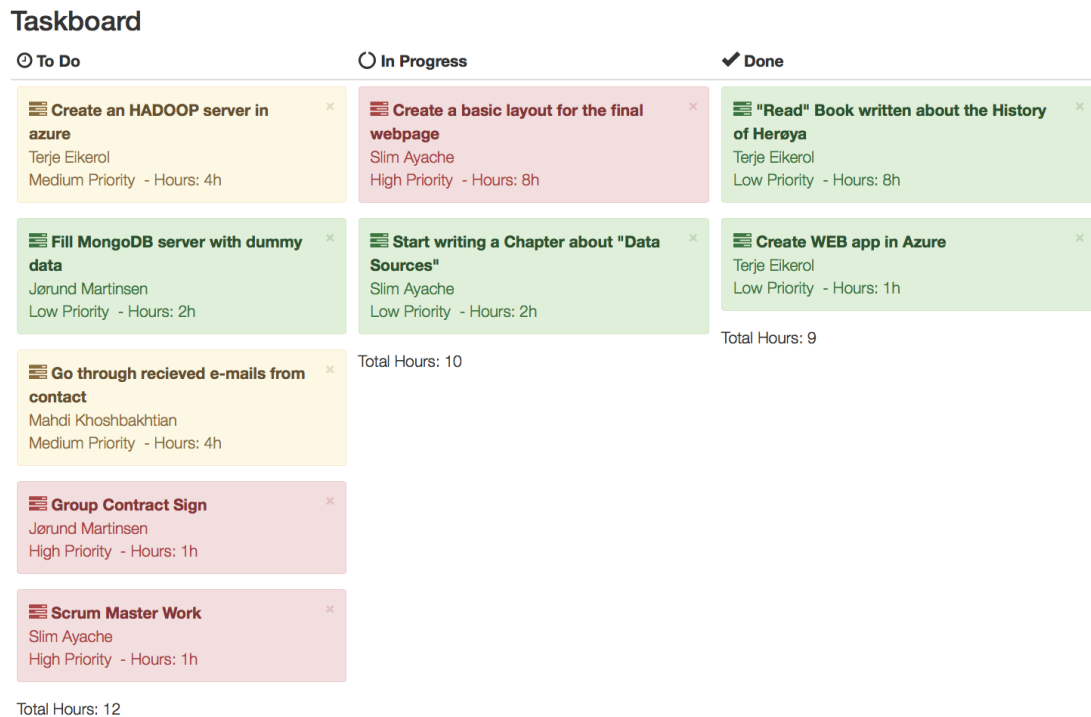 Taskboard
To Do
Create an HADOOP server in
azure
Terje Eikerol
Medium Priority - Hours: 4h
Fill MongoDB server with dummy
data
Jørund Martinsen
Low Priority - Hours: 2h
Go through recieved e-mails from
contact
Mahdi Khoshbakhtian
Medium Priority - Hours: 4h
Group Contract Sign
Jørund Martinsen
High Priority - Hours: 1h
Scrum Master Work
Slim Ayache
High Priority - Hours: 1h
Total Hours: 12
In Progress
Create a basic layout for the final
webpage
Slim Ayache
High Priority - Hours: 8h
Start writing a Chapter about "Data
Sources"
Slim Ayache
Low Priority - Hours: 2h
Total Hours: 10
Done
"Read" Book written about the History
of Herøya
Terje Eikerol
Low Priority - Hours: 8h
Create WEB app in Azure
Terje Eikerol
Low Priority - Hours: 1h
Total Hours: 9